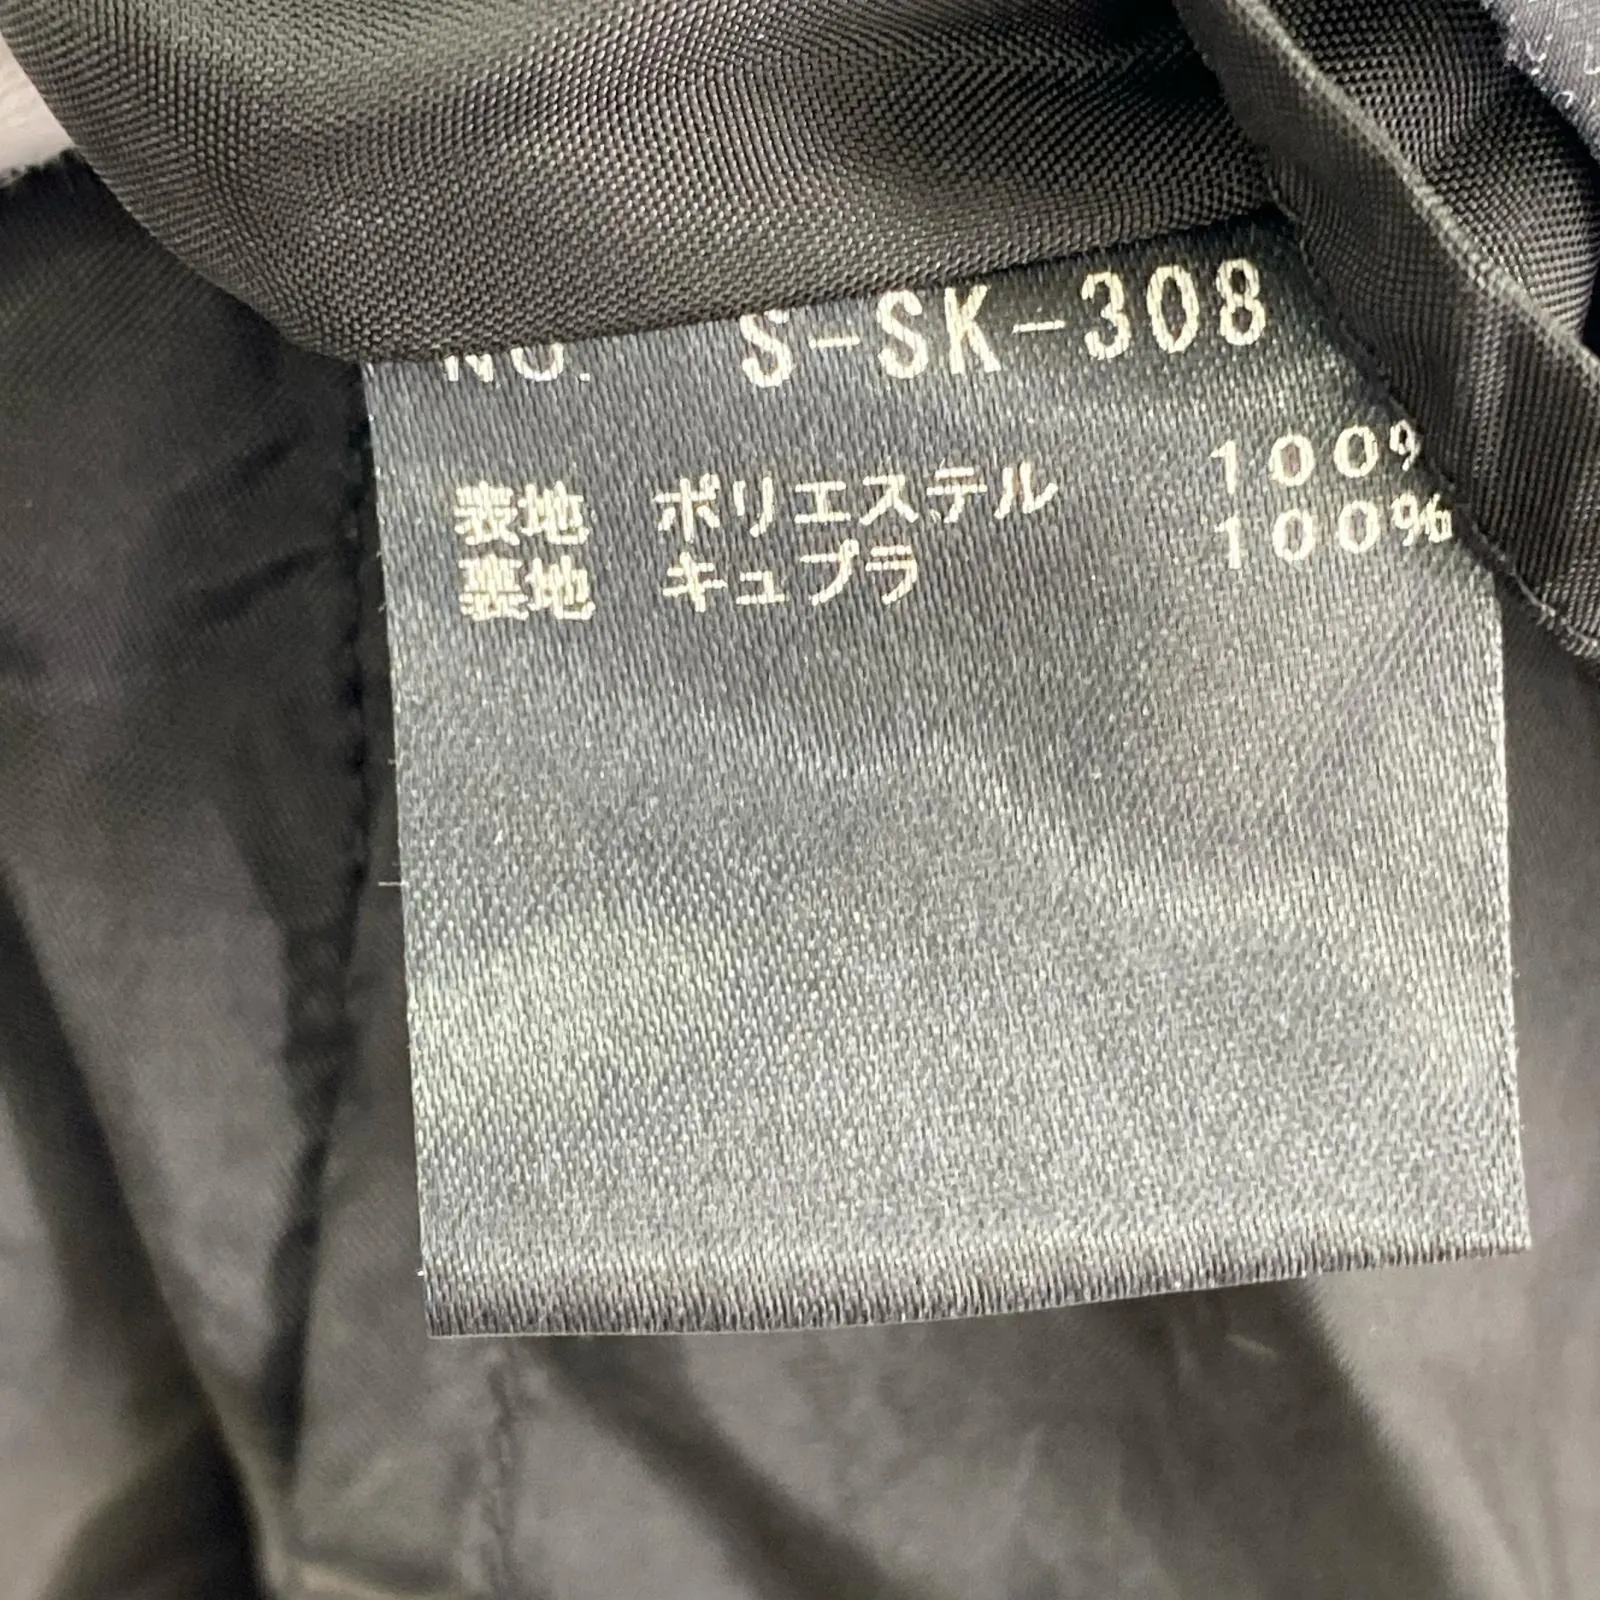 NO. S-SK-308
表地 ポリエステル 100%
裏地 キュプラ 100%